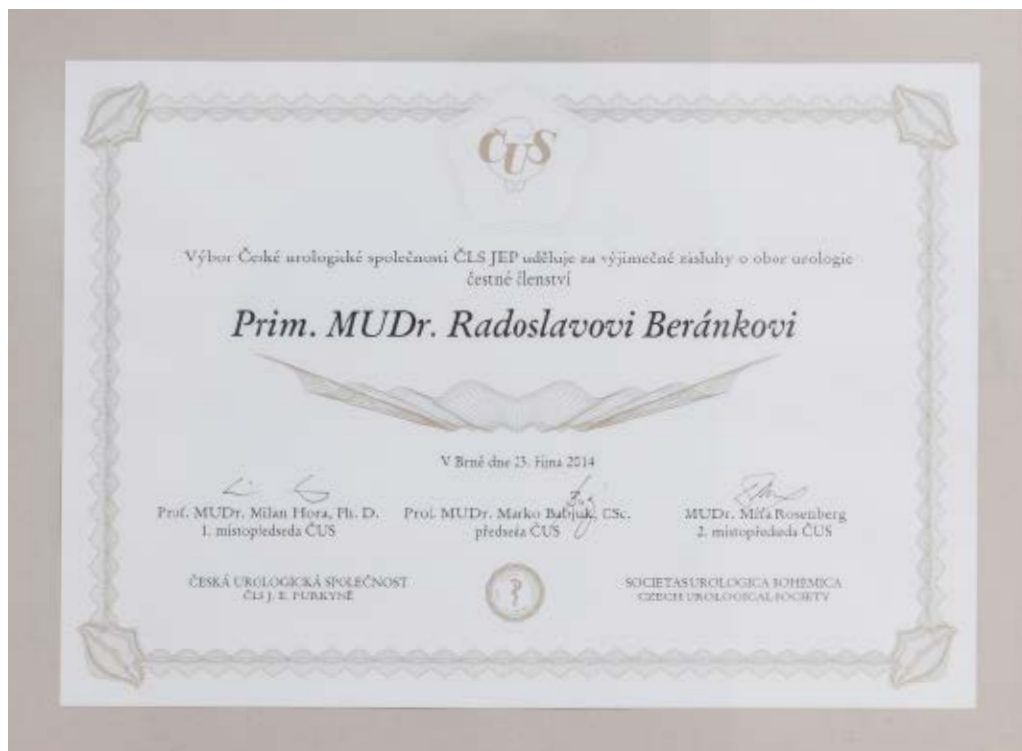 ČUS
Výbor České urologické společnosti ČLS JEP uděluje za výjimečné zásluhy o obor urologie
čestné členství
Prim. MUDr. Radoslavovi Beránkovi
V Brně dne 23. října 2014
Prof. MUDr. Milan Hora, Ph. D.
1. místopředseda ČUS
Prof. MUDr. Marko Babjuk, CSc.
předseda ČUS
MUDr. Míťa Rosenberg
2. místopředseda ČUS
ČESKÁ UROLOGICKÁ SPOLEČNOST
ČLS J. E. PURKYNĚ
SOCIETAS UROLOGICA BOHEMICA
CZECH UROLOGICAL SOCIETY